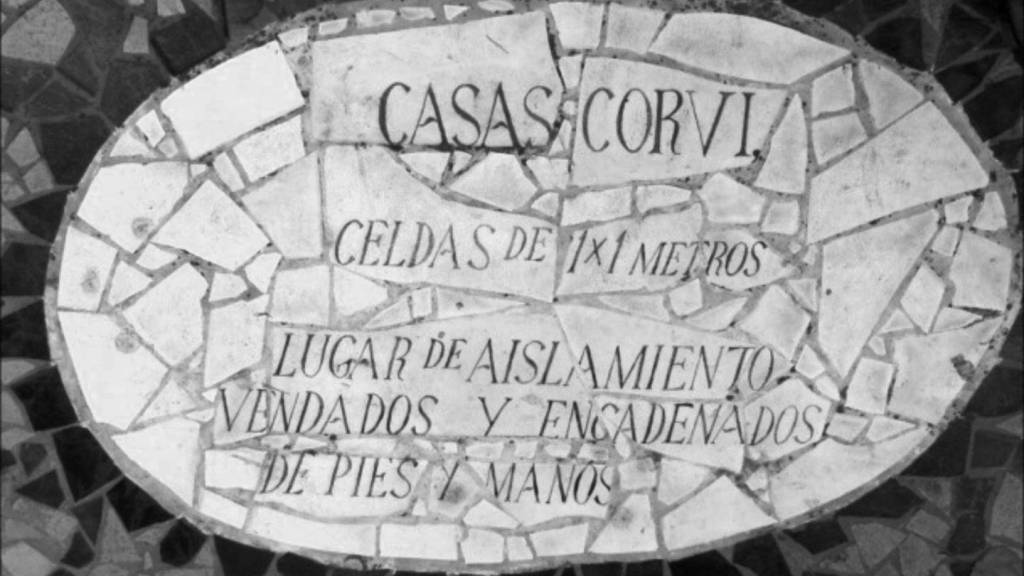 CASAS CORVI,
CELDAS DE 1X1 METROS
LUGAR DE AISLAMIENTO
VENDADOS Y ENCADENADOS
DE PIES Y MANOS